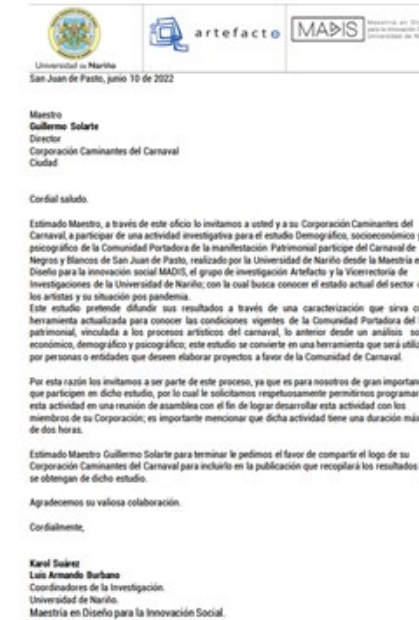 Universidad de Nariño
artefacto
MADIS
Maestría en Diseño
para la Innovación Social
Universidad de Nariño
San Juan de Pasto, junio 10 de 2022
Maestro
Guillermo Solarte
Director
Corporación Caminantes del Carnaval
Ciudad
Cordial saludo.
Estimado Maestro, a través de este oficio lo invitamos a usted y a su Corporación Caminantes del
Carnaval, a participar de una actividad investigativa para el estudio Demográfico, socioeconómico y
psicográfico de la Comunidad Portadora de la manifestación Patrimonial participe del Carnaval de
Negros y Blancos de San Juan de Pasto, realizado por la Universidad de Nariño desde la Maestría e
Diseño para la innovación social MADIS, el grupo de investigación Artefacto y la Vicerrectoría de
Investigaciones de la Universidad de Nariño; con la cual busca conocer el estado actual del sector
los artistas y su situación pos pandemia.
Este estudio pretende difundir sus resultados a través de una caracterización que sirva co
herramienta actualizada para conocer las condiciones vigentes de la Comunidad Portadora del
patrimonial, vinculada a los procesos artísticos del carnaval, lo anterior desde un análisis so
económico, demográfico y psicográfico; este estudio se convierte en una herramienta que será utiliz
por personas o entidades que deseen elaborar proyectos a favor de la Comunidad de Carnaval.
Por esta razón los invitamos a ser parte de este proceso, ya que es para nosotros de gran importan
que participen en dicho estudio, por lo cual le solicitamos respetuosamente permitirnos programar
esta actividad en una reunión de asamblea con el fin de lograr desarrollar esta actividad con los
miembros de su Corporación; es importante mencionar que dicha actividad tiene una duración máx
de dos horas.
Estimado Maestro Guillermo Solarte para terminar le pedimos el favor de compartir el logo de su
Corporación Caminantes del Carnaval para incluirlo en la publicación que recopilará los resultados
se obtengan de dicho estudio.
Agradecemos su valiosa colaboración.
Cordialmente,
Karol Suárez
Luis Armando Burbano
Coordinadores de la Investigación.
Universidad de Nariño.
Maestría en Diseño para la Innovación Social.